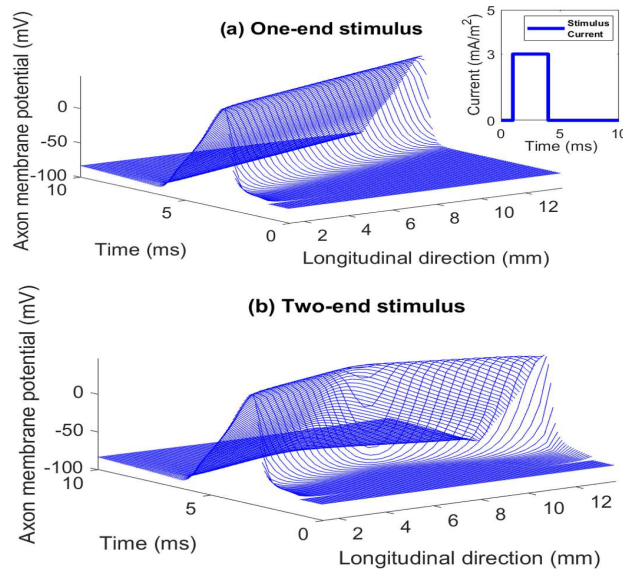 (a) One-end stimulus
Axon membrane potential (mV)
0
-50
-100
10
5
0
Time (ms)
2 4 6 8 10 12
Longitudinal direction (mm)
Current (mA/m²)
5
3
0
0 5 10
Time (ms)
Stimulus
Current
(b) Two-end stimulus
Axon membrane potential (mV)
0
-50
-100
10
5
0
Time (ms)
2 4 6 8 10 12
Longitudinal direction (mm)